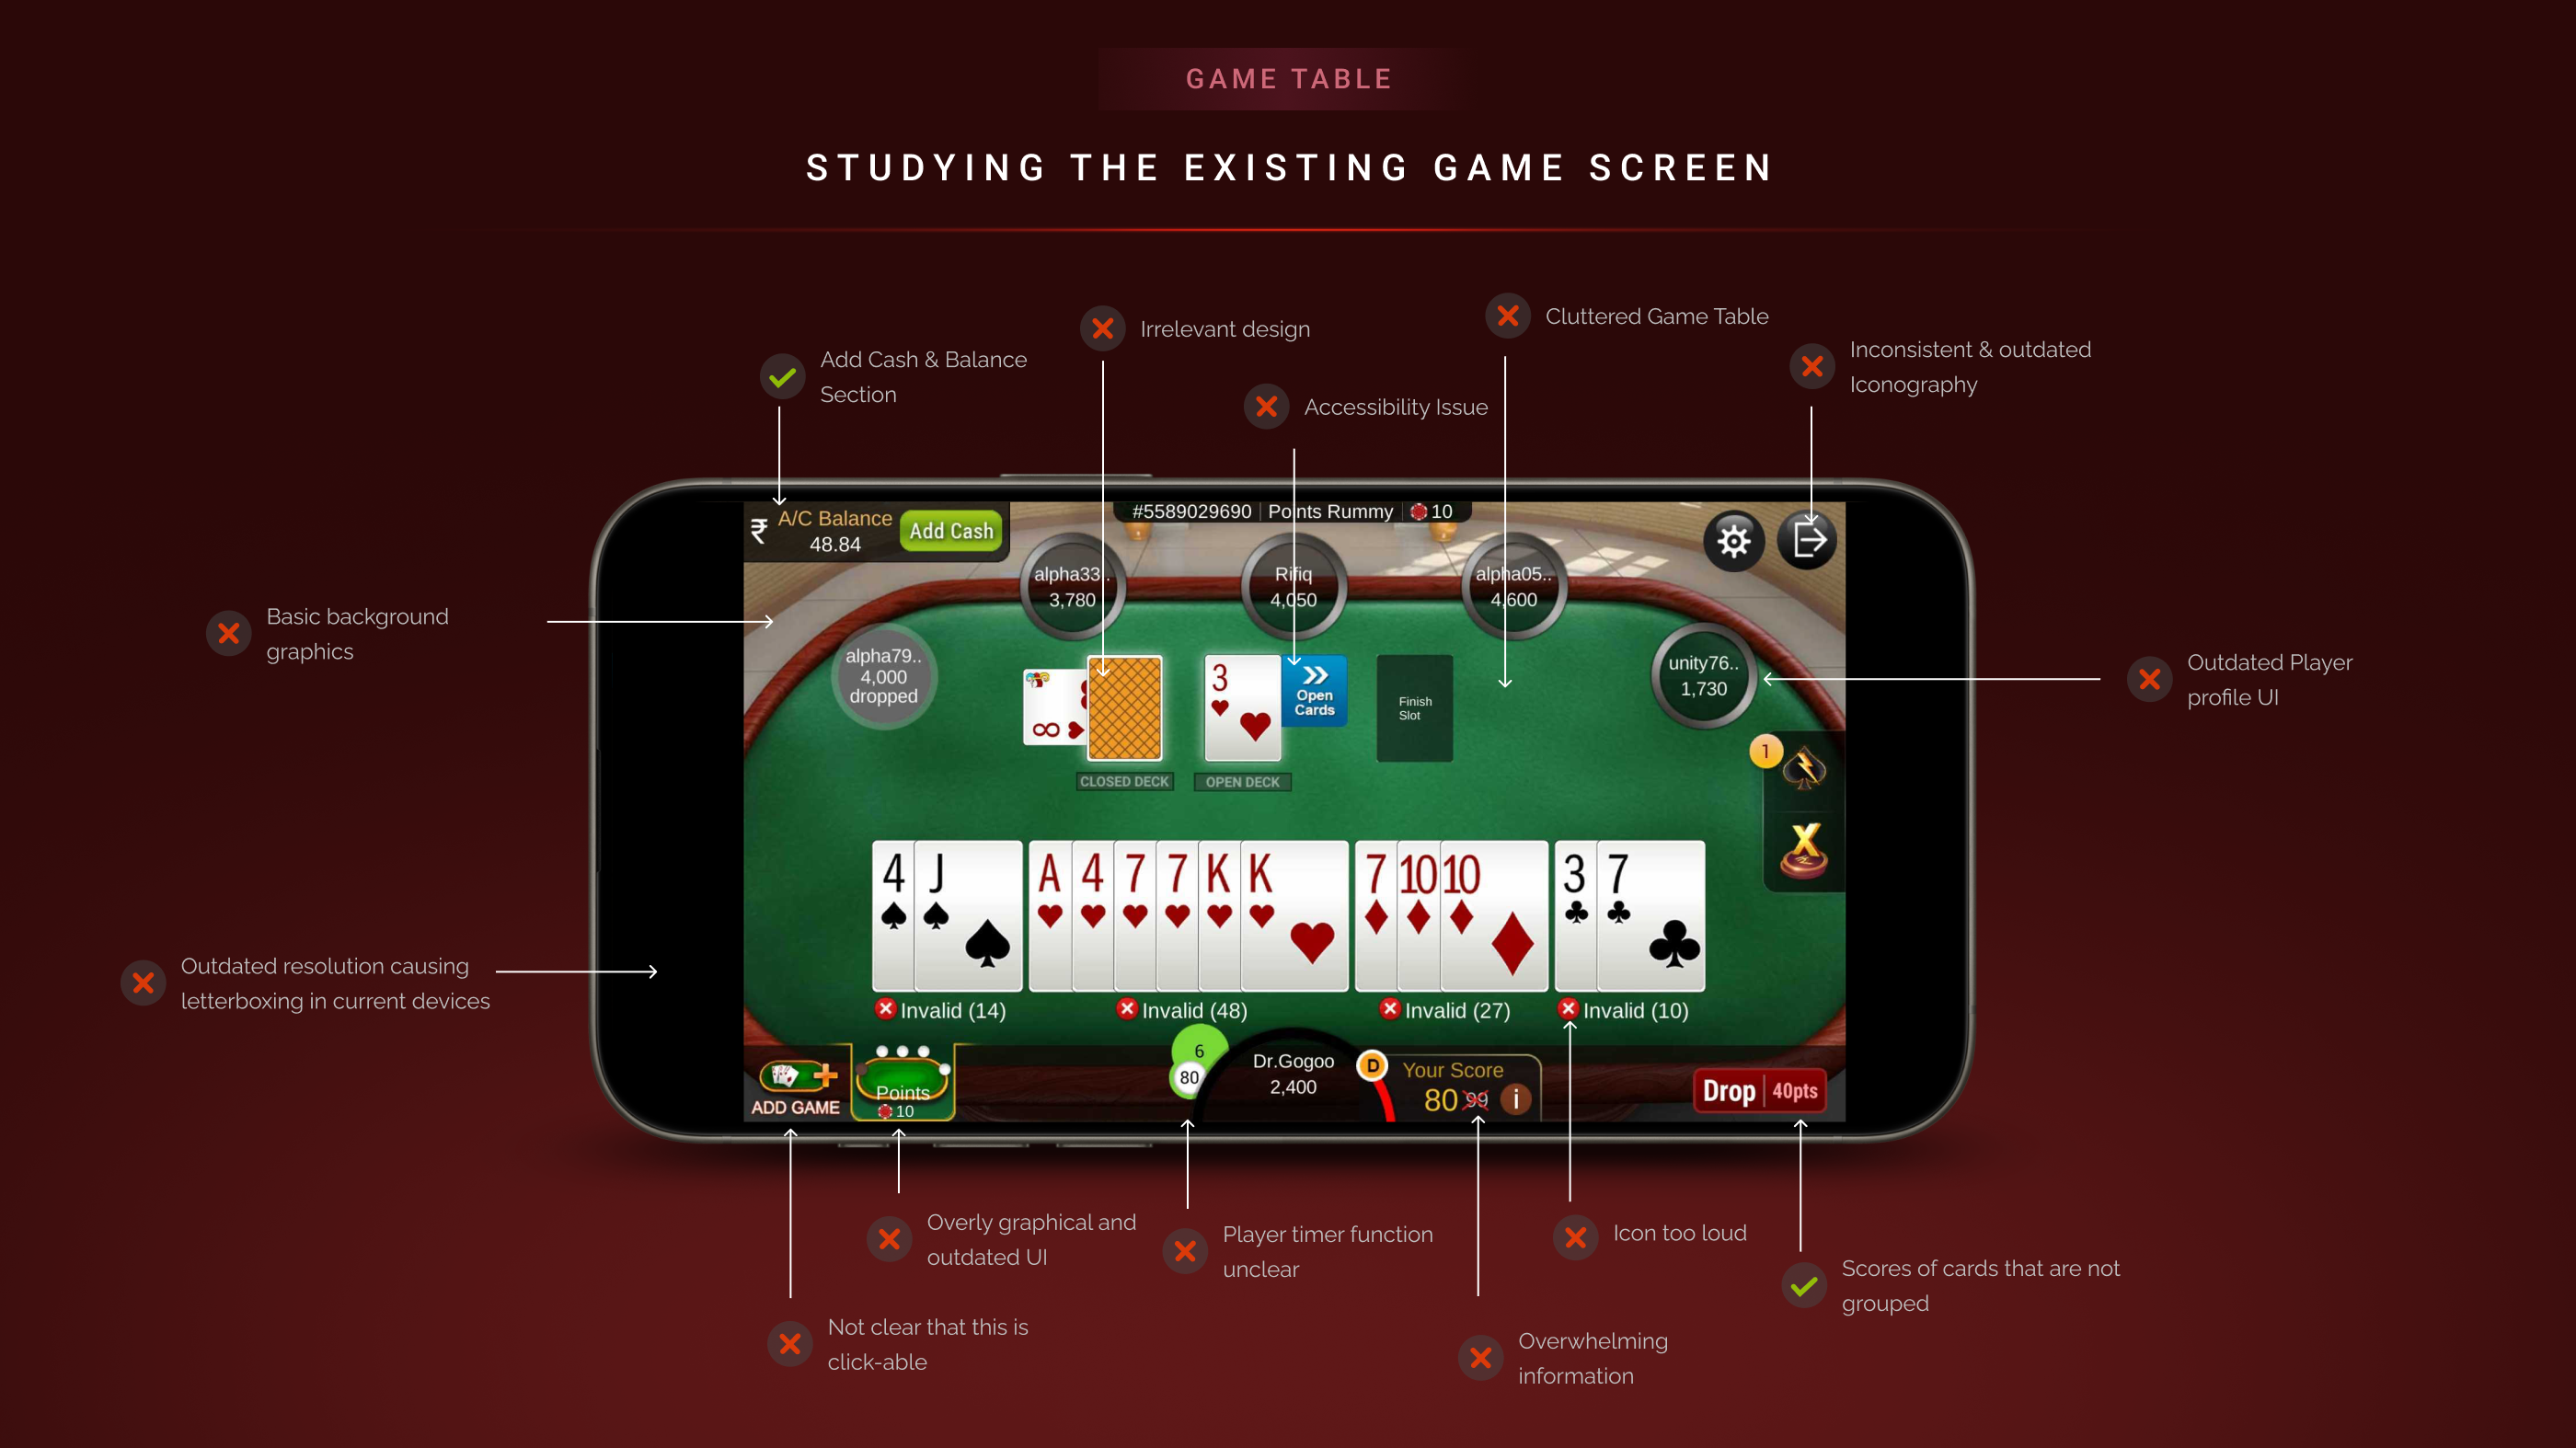 GAME TABLE
STUDYING THE EXISTING GAME SCREEN
Irrelevant design
Cluttered Game Table
Add Cash & Balance
Section
Inconsistent & outdated
Iconography
Accessibility Issue
₹
A/C Balance
48.84
Add Cash
#5589029690 | Points Rummy | 10
alpha33..
3,780
Rifiq
4,050
alpha05..
4,600
Basic background
graphics
alpha79..
4,000
dropped
unity76..
1,730
Outdated Player
profile UI
8
3
Open
Cards
Finish
Slot
CLOSED DECK
OPEN DECK
1
X
4 J
A 4 7 7 K K
7 10 10
3 7
Outdated resolution causing
letterboxing in current devices
Invalid (14)
Invalid (48)
Invalid (27)
Invalid (10)
ADD GAME
Points
10
6
80
Dr.Gogoo
2,400
D
Your Score
80 99 i
Drop | 40pts
Overly graphical and
outdated UI
Player timer function
unclear
Icon too loud
Scores of cards that are not
grouped
Not clear that this is
click-able
Overwhelming
information